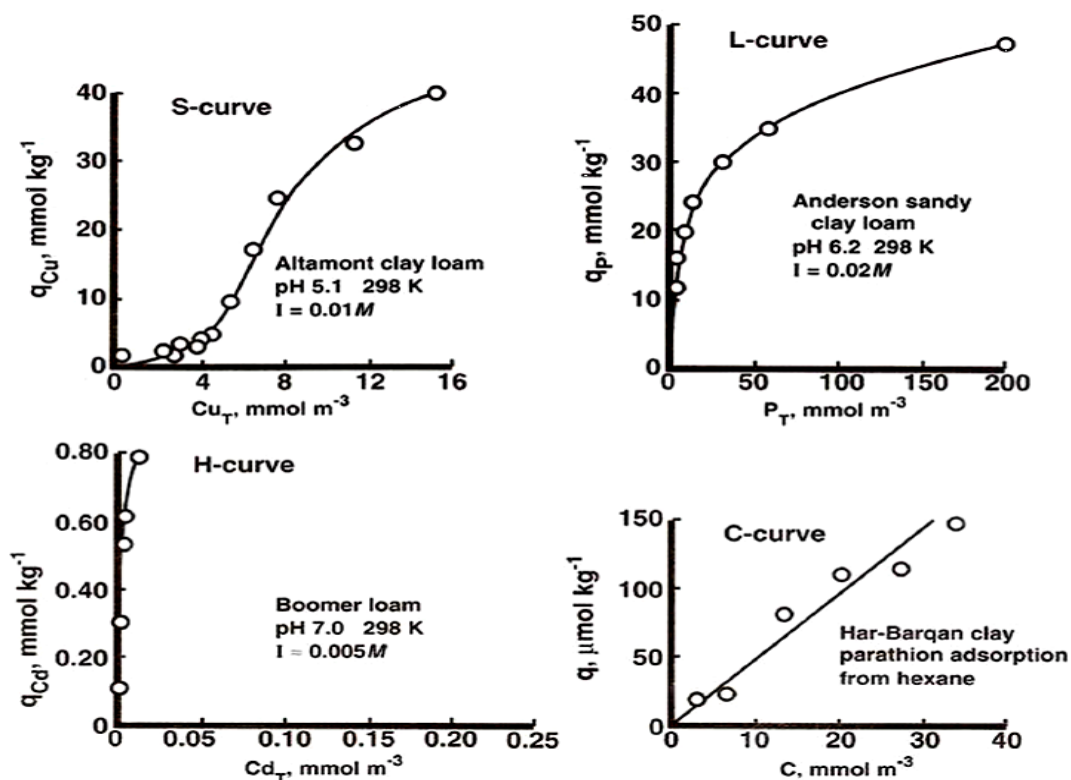 S-curve
40
30
20
10
0
q_Cu, mmol kg⁻¹
Altamont clay loam
pH 5.1 298 K
I = 0.01M
0 4 8 12 16
Cu_T, mmol m⁻³
L-curve
50
40
30
20
10
0
q_P, mmol kg⁻¹
Anderson sandy
clay loam
pH 6.2 298 K
I = 0.02M
0 50 100 150 200
P_T, mmol m⁻³
H-curve
0.80
0.60
0.40
0.20
0
q_Cd, mmol kg⁻¹
Boomer loam
pH 7.0 298 K
I = 0.005M
0 0.05 0.10 0.15 0.20 0.25
Cd_T, mmol m⁻³
C-curve
150
100
50
0
q, μmol kg⁻¹
Har-Barqan clay
parathion adsorption
from hexane
0 10 20 30 40
C, mmol m⁻³